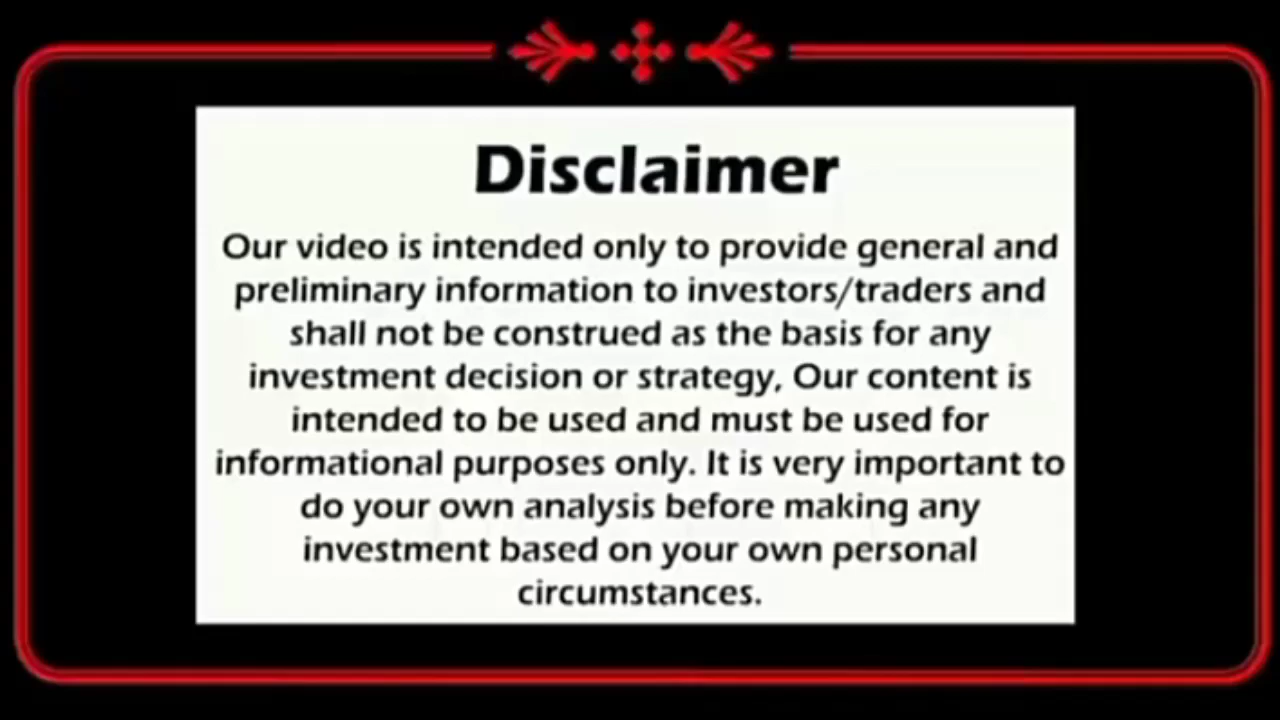 Disclaimer
Our video is intended only to provide general and
preliminary information to investors/traders and
shall not be construed as the basis for any
investment decision or strategy, Our content is
intended to be used and must be used for
informational purposes only. It is very important to
do your own analysis before making any
investment based on your own personal
circumstances.